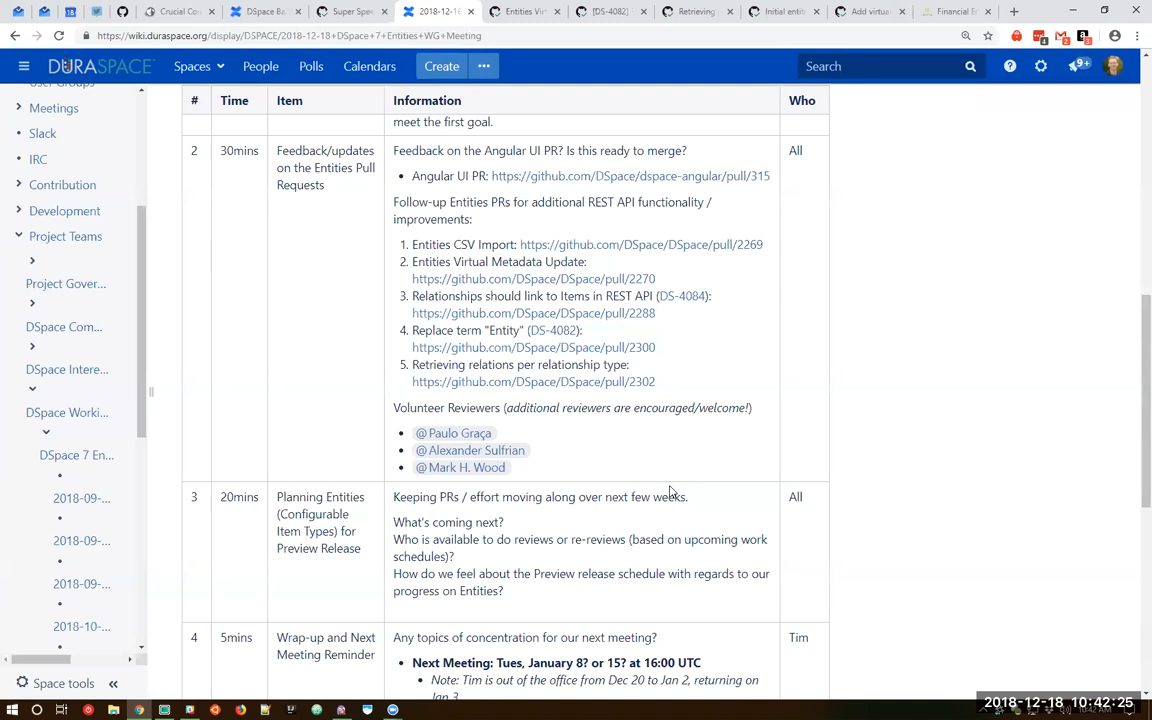 Crucial Con
DSpace Ba
Super Spe
2018-12-18
Entities Vir
[DS-4082]
Retrieving
Initial entit
Add virtual
Financial E
https://wiki.duraspace.org/display/DSPACE/2018-12-18+DSpace+7+Entities+WG+Meeting
DURASPACE Spaces People Polls Calendars Create ••• Search 9+
User Groups
Meetings
Slack
IRC
Contribution
Development
Project Teams
Project Gover...
DSpace Com...
DSpace Intere...
DSpace Worki...
DSpace 7 En...
2018-09-...
2018-09-...
2018-09-...
2018-10-...
Space tools
# Time Item Information Who
meet the first goal.
2 30mins Feedback/updates
on the Entities Pull
Requests
Feedback on the Angular UI PR? Is this ready to merge?
• Angular UI PR: https://github.com/DSpace/dspace-angular/pull/315
Follow-up Entities PRs for additional REST API functionality /
improvements:
1. Entities CSV Import: https://github.com/DSpace/DSpace/pull/2269
2. Entities Virtual Metadata Update:
https://github.com/DSpace/DSpace/pull/2270
3. Relationships should link to Items in REST API (DS-4084):
https://github.com/DSpace/DSpace/pull/2288
4. Replace term "Entity" (DS-4082):
https://github.com/DSpace/DSpace/pull/2300
5. Retrieving relations per relationship type:
https://github.com/DSpace/DSpace/pull/2302
Volunteer Reviewers (additional reviewers are encouraged/welcome!)
• @Paulo Graça
• @Alexander Sulfrian
• @Mark H. Wood
All
3 20mins Planning Entities
(Configurable
Item Types) for
Preview Release
Keeping PRs / effort moving along over next few weeks.
What's coming next?
Who is available to do reviews or re-reviews (based on upcoming work
schedules)?
How do we feel about the Preview release schedule with regards to our
progress on Entities?
All
4 5mins Wrap-up and Next
Meeting Reminder
Any topics of concentration for our next meeting?
• Next Meeting: Tues, January 8? or 15? at 16:00 UTC
• Note: Tim is out of the office from Dec 20 to Jan 2, returning on
Jan 3
Tim
2018-12-18 10:42:25